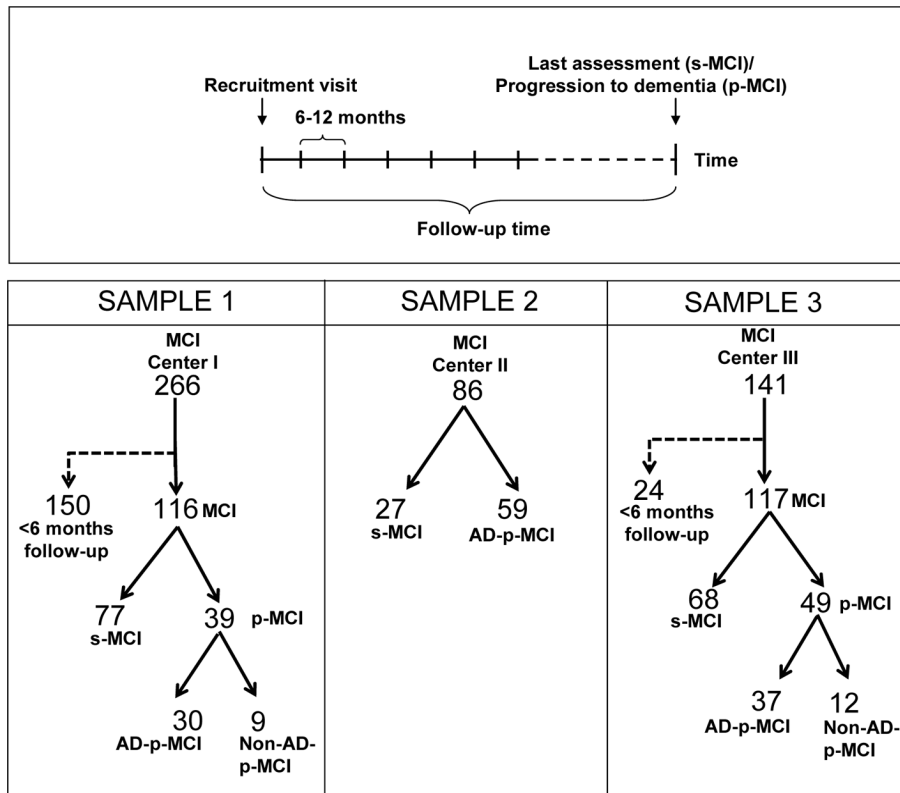 Recruitment visit
Last assessment (s-MCI)/
Progression to dementia (p-MCI)
6-12 months
Time
Follow-up time
SAMPLE 1
MCI
Center I
266
150
<6 months
follow-up
116 MCI
77
s-MCI
39 p-MCI
30
AD-p-MCI
9
Non-AD-
p-MCI
SAMPLE 2
MCI
Center II
86
27
s-MCI
59
AD-p-MCI
SAMPLE 3
MCI
Center III
141
24
<6 months
follow-up
117 MCI
68
s-MCI
49 p-MCI
37
AD-p-MCI
12
Non-AD-
p-MCI